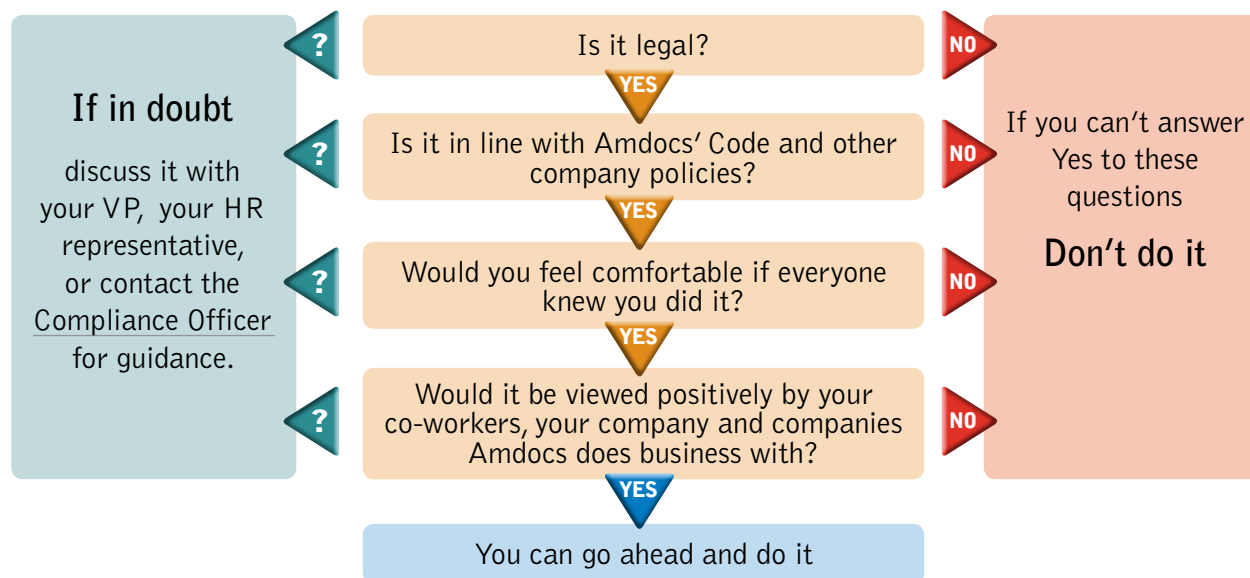 If in doubt
discuss it with
your VP, your HR
representative,
or contact the
Compliance Officer
for guidance.
?
Is it legal?
NO
YES
?
Is it in line with Amdocs' Code and other
company policies?
NO
YES
?
Would you feel comfortable if everyone
knew you did it?
NO
YES
?
Would it be viewed positively by your
co-workers, your company and companies
Amdocs does business with?
NO
YES
You can go ahead and do it
If you can't answer
Yes to these
questions
Don't do it